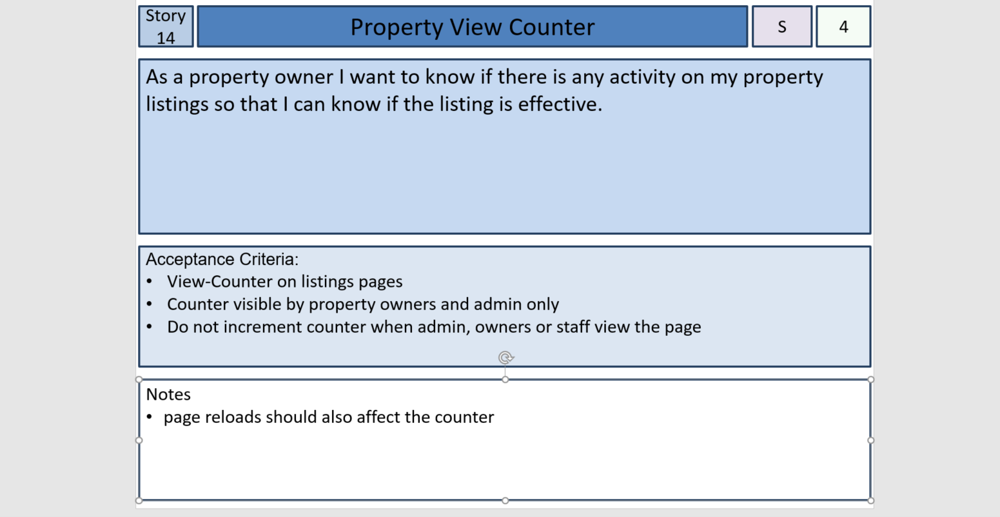 Story
14
Property View Counter
S
4
As a property owner I want to know if there is any activity on my property
listings so that I can know if the listing is effective.
Acceptance Criteria:
• View-Counter on listings pages
• Counter visible by property owners and admin only
• Do not increment counter when admin, owners or staff view the page
Notes
• page reloads should also affect the counter